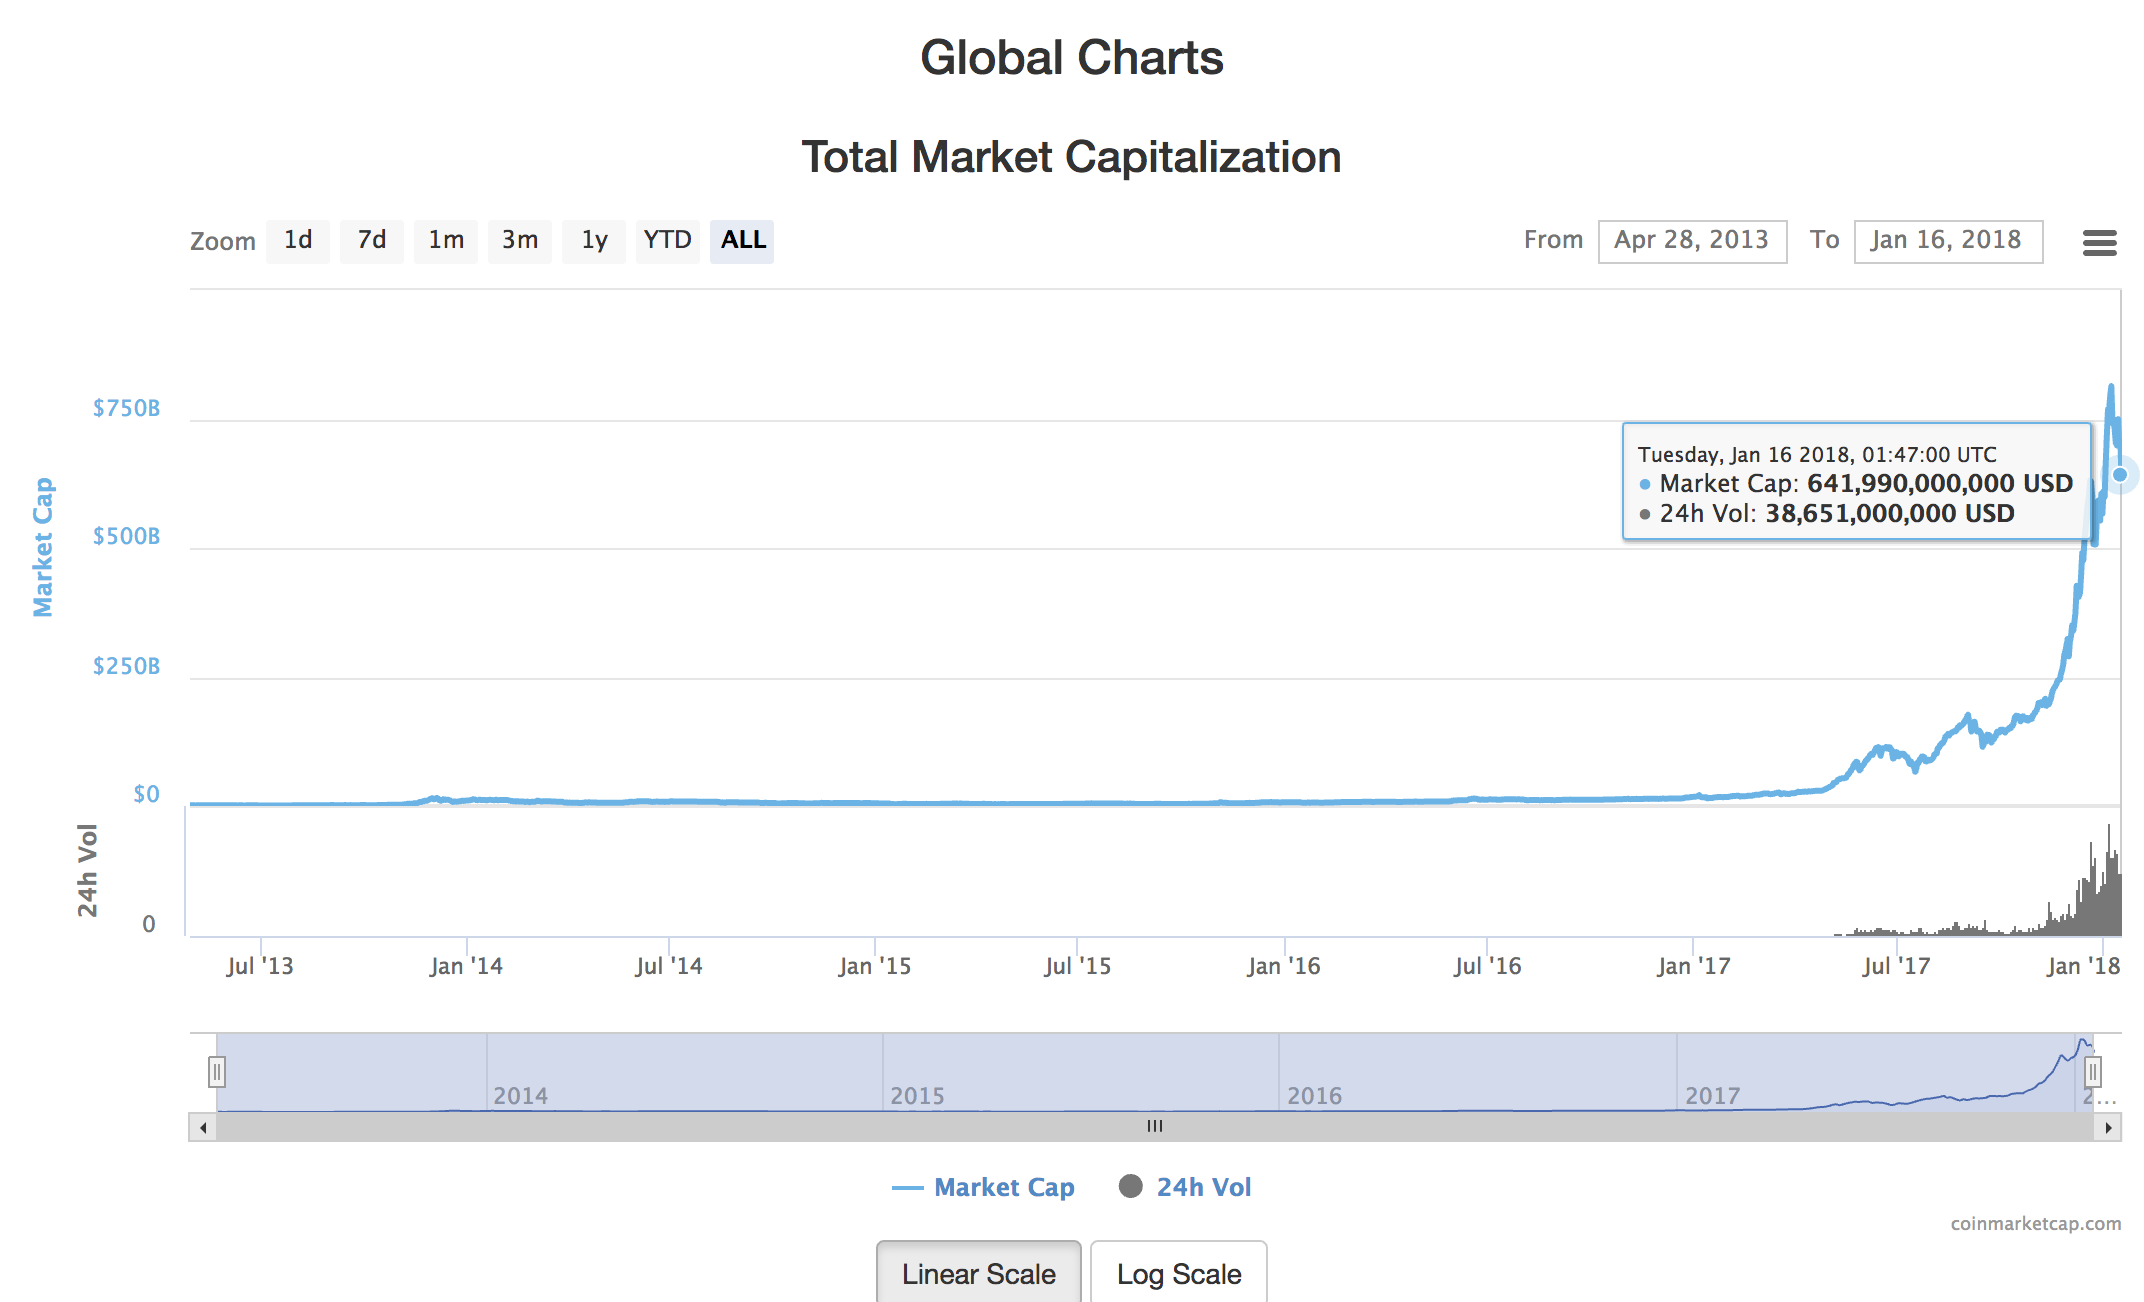 Global Charts
Total Market Capitalization
Zoom 1d 7d 1m 3m 1y YTD ALL From Apr 28, 2013 To Jan 16, 2018
$750B
$500B
$250B
$0
Market Cap
Tuesday, Jan 16 2018, 01:47:00 UTC
Market Cap: 641,990,000,000 USD
24h Vol: 38,651,000,000 USD
24h Vol
0
Jul '13 Jan '14 Jul '14 Jan '15 Jul '15 Jan '16 Jul '16 Jan '17 Jul '17 Jan '18
2014 2015 2016 2017 2...
Market Cap 24h Vol
coinmarketcap.com
Linear Scale Log Scale